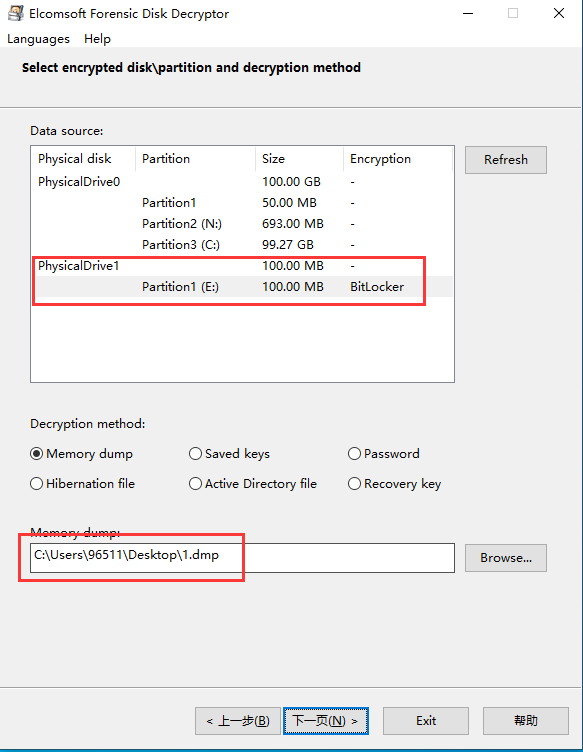 Elcomsoft Forensic Disk Decryptor
Languages Help
Select encrypted disk\partition and decryption method
Data source:
Physical disk Partition Size Encryption Refresh
PhysicalDrive0 100.00 GB -
Partition1 50.00 MB -
Partition2 (N:) 693.00 MB -
Partition3 (C:) 99.27 GB -
PhysicalDrive1 100.00 MB -
Partition1 (E:) 100.00 MB BitLocker
Decryption method:
Memory dump Saved keys Password
Hibernation file Active Directory file Recovery key
Memory dump:
C:\Users\96511\Desktop\1.dmp Browse...
< 上一步(B) 下一页(N) > Exit 帮助